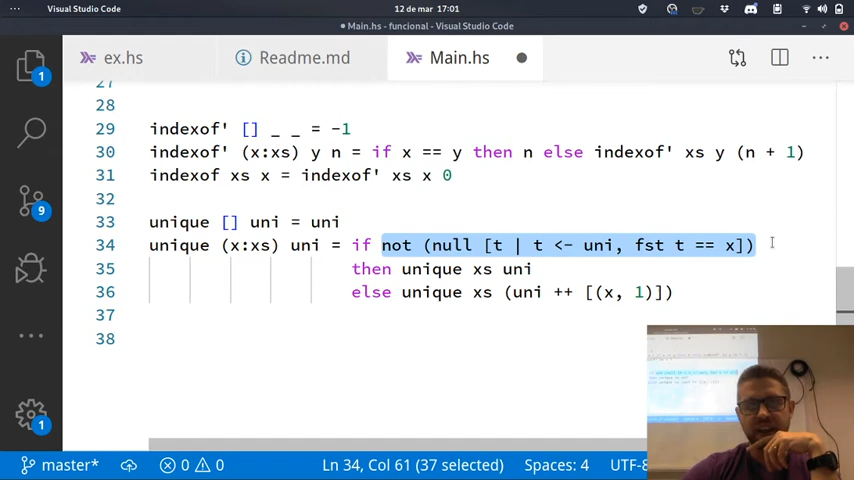 Visual Studio Code
12 de mar 17:01
● Main.hs - funcional - Visual Studio Code
ex.hs
Readme.md
Main.hs
27
28
29 indexof' [] _ _ = -1
30 indexof' (x:xs) y n = if x == y then n else indexof' xs y (n + 1)
31 indexof xs x = indexof' xs x 0
32
33 unique [] uni = uni
34 unique (x:xs) uni = if not (null [t | t <- uni, fst t == x])
35 then unique xs uni
36 else unique xs (uni ++ [(x, 1)])
37
38
1
9
1
master* 0 0 Ln 34, Col 61 (37 selected) Spaces: 4 UTF-8